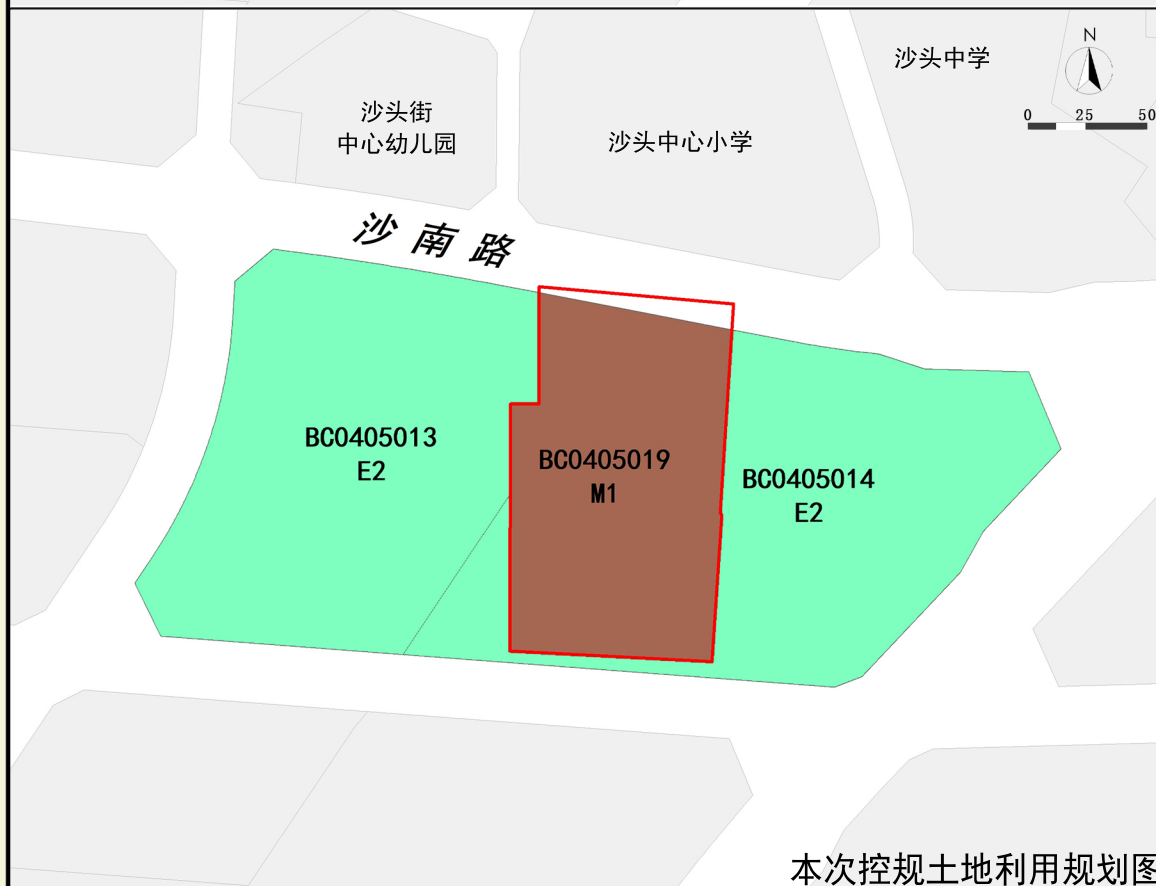 沙头中学
N
0 25 50
沙头街
中心幼儿园
沙头中心小学
沙南路
BC0405013
E2
BC0405019
M1
BC0405014
E2
本次控规土地利用规划图